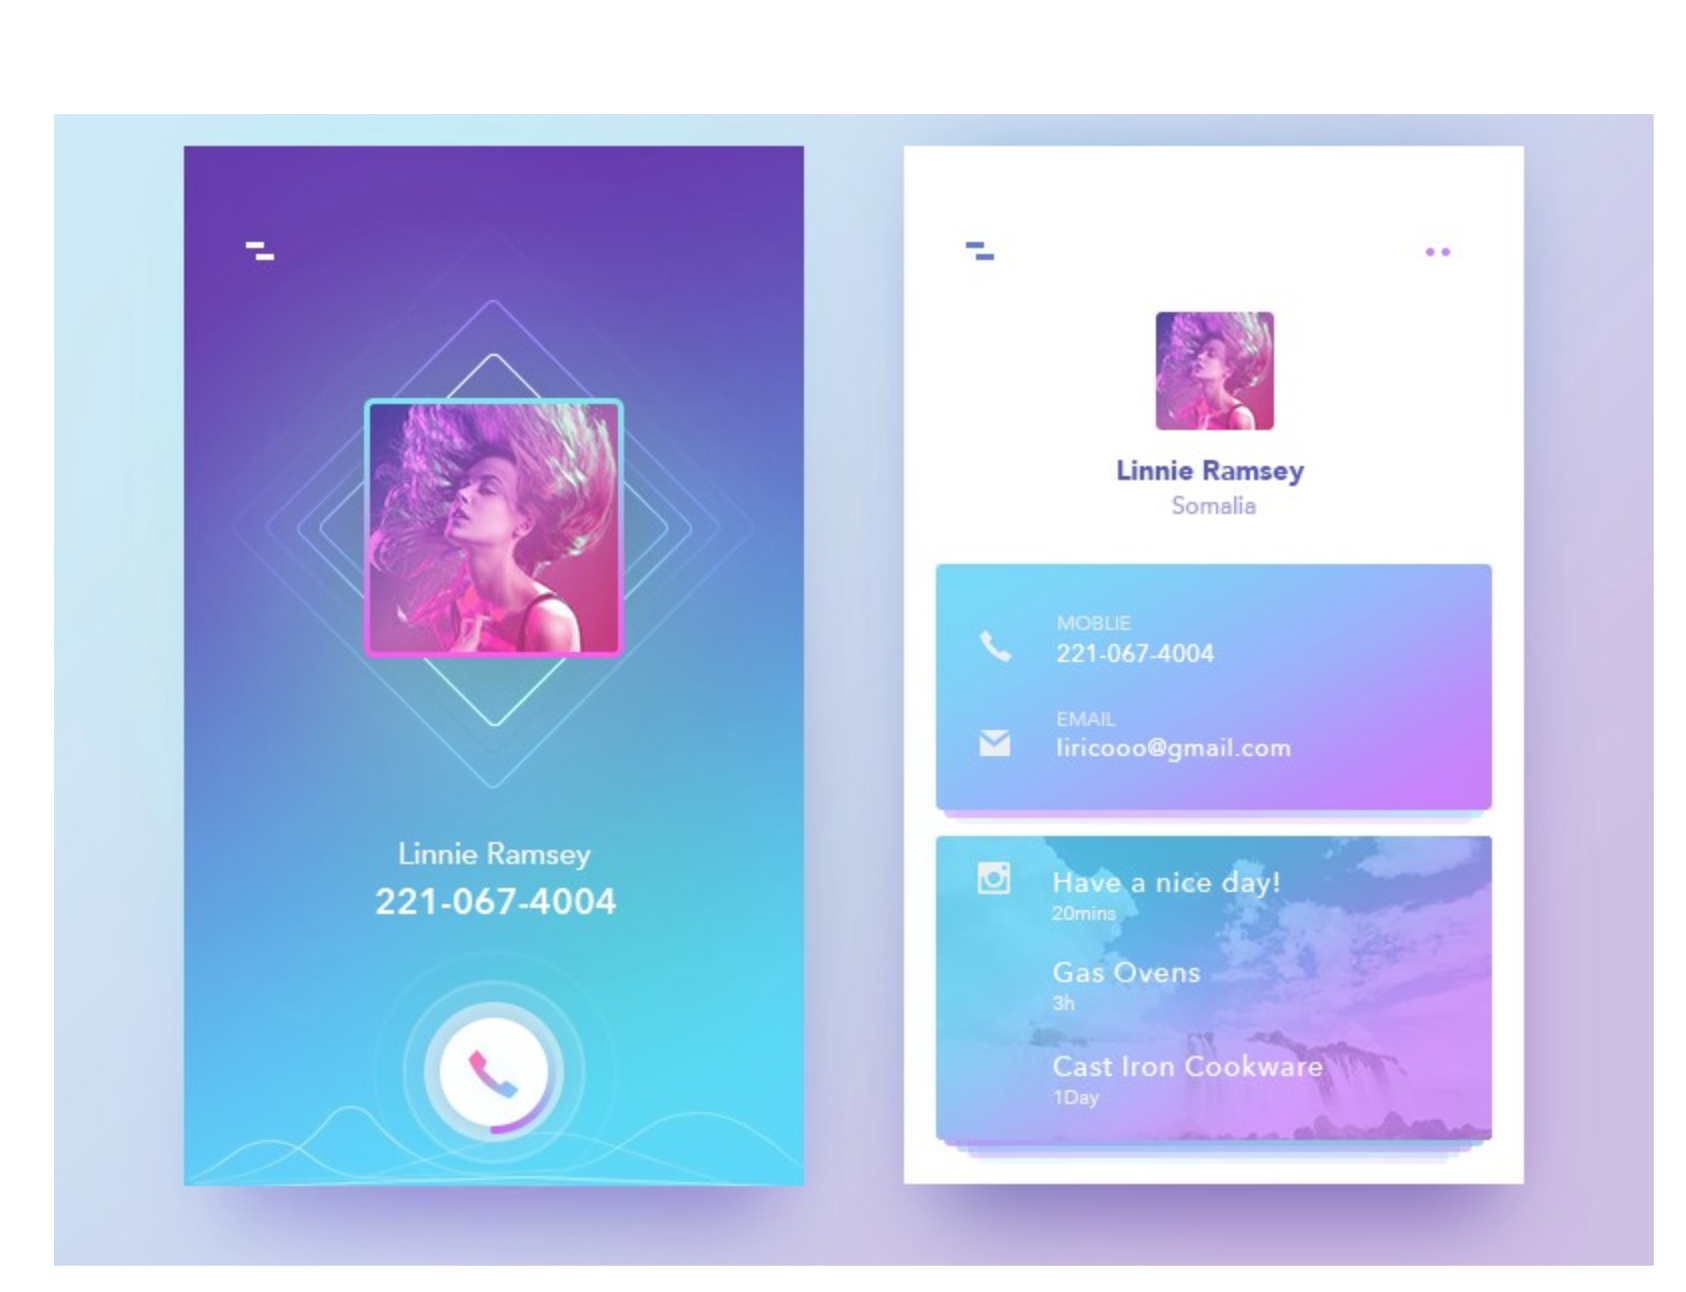 Linnie Ramsey
221-067-4004
Linnie Ramsey
Somalia
MOBLIE
221-067-4004
EMAIL
liricooo@gmail.com
Have a nice day!
20mins
Gas Ovens
3h
Cast Iron Cookware
1Day